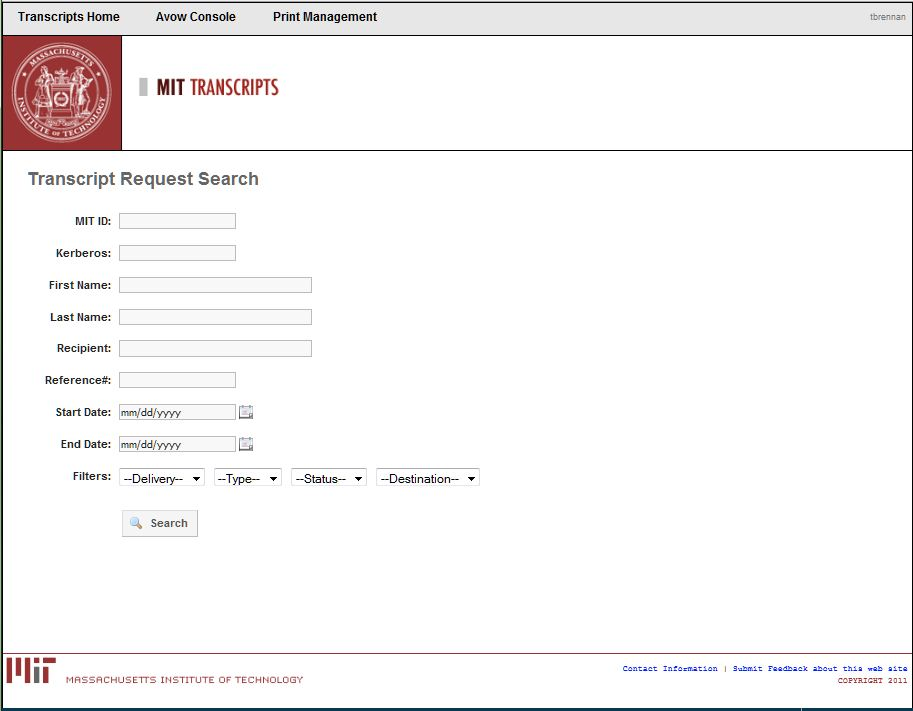 Transcripts Home Avow Console Print Management tbrennan
MASSACHUSETTS INSTITUTE OF TECHNOLOGY
MIT TRANSCRIPTS
Transcript Request Search
MIT ID:
Kerberos:
First Name:
Last Name:
Recipient:
Reference#:
Start Date: mm/dd/yyyy
End Date: mm/dd/yyyy
Filters: --Delivery-- --Type-- --Status-- --Destination--
Search
MIT MASSACHUSETTS INSTITUTE OF TECHNOLOGY
Contact Information | Submit Feedback about this web site
COPYRIGHT 2011